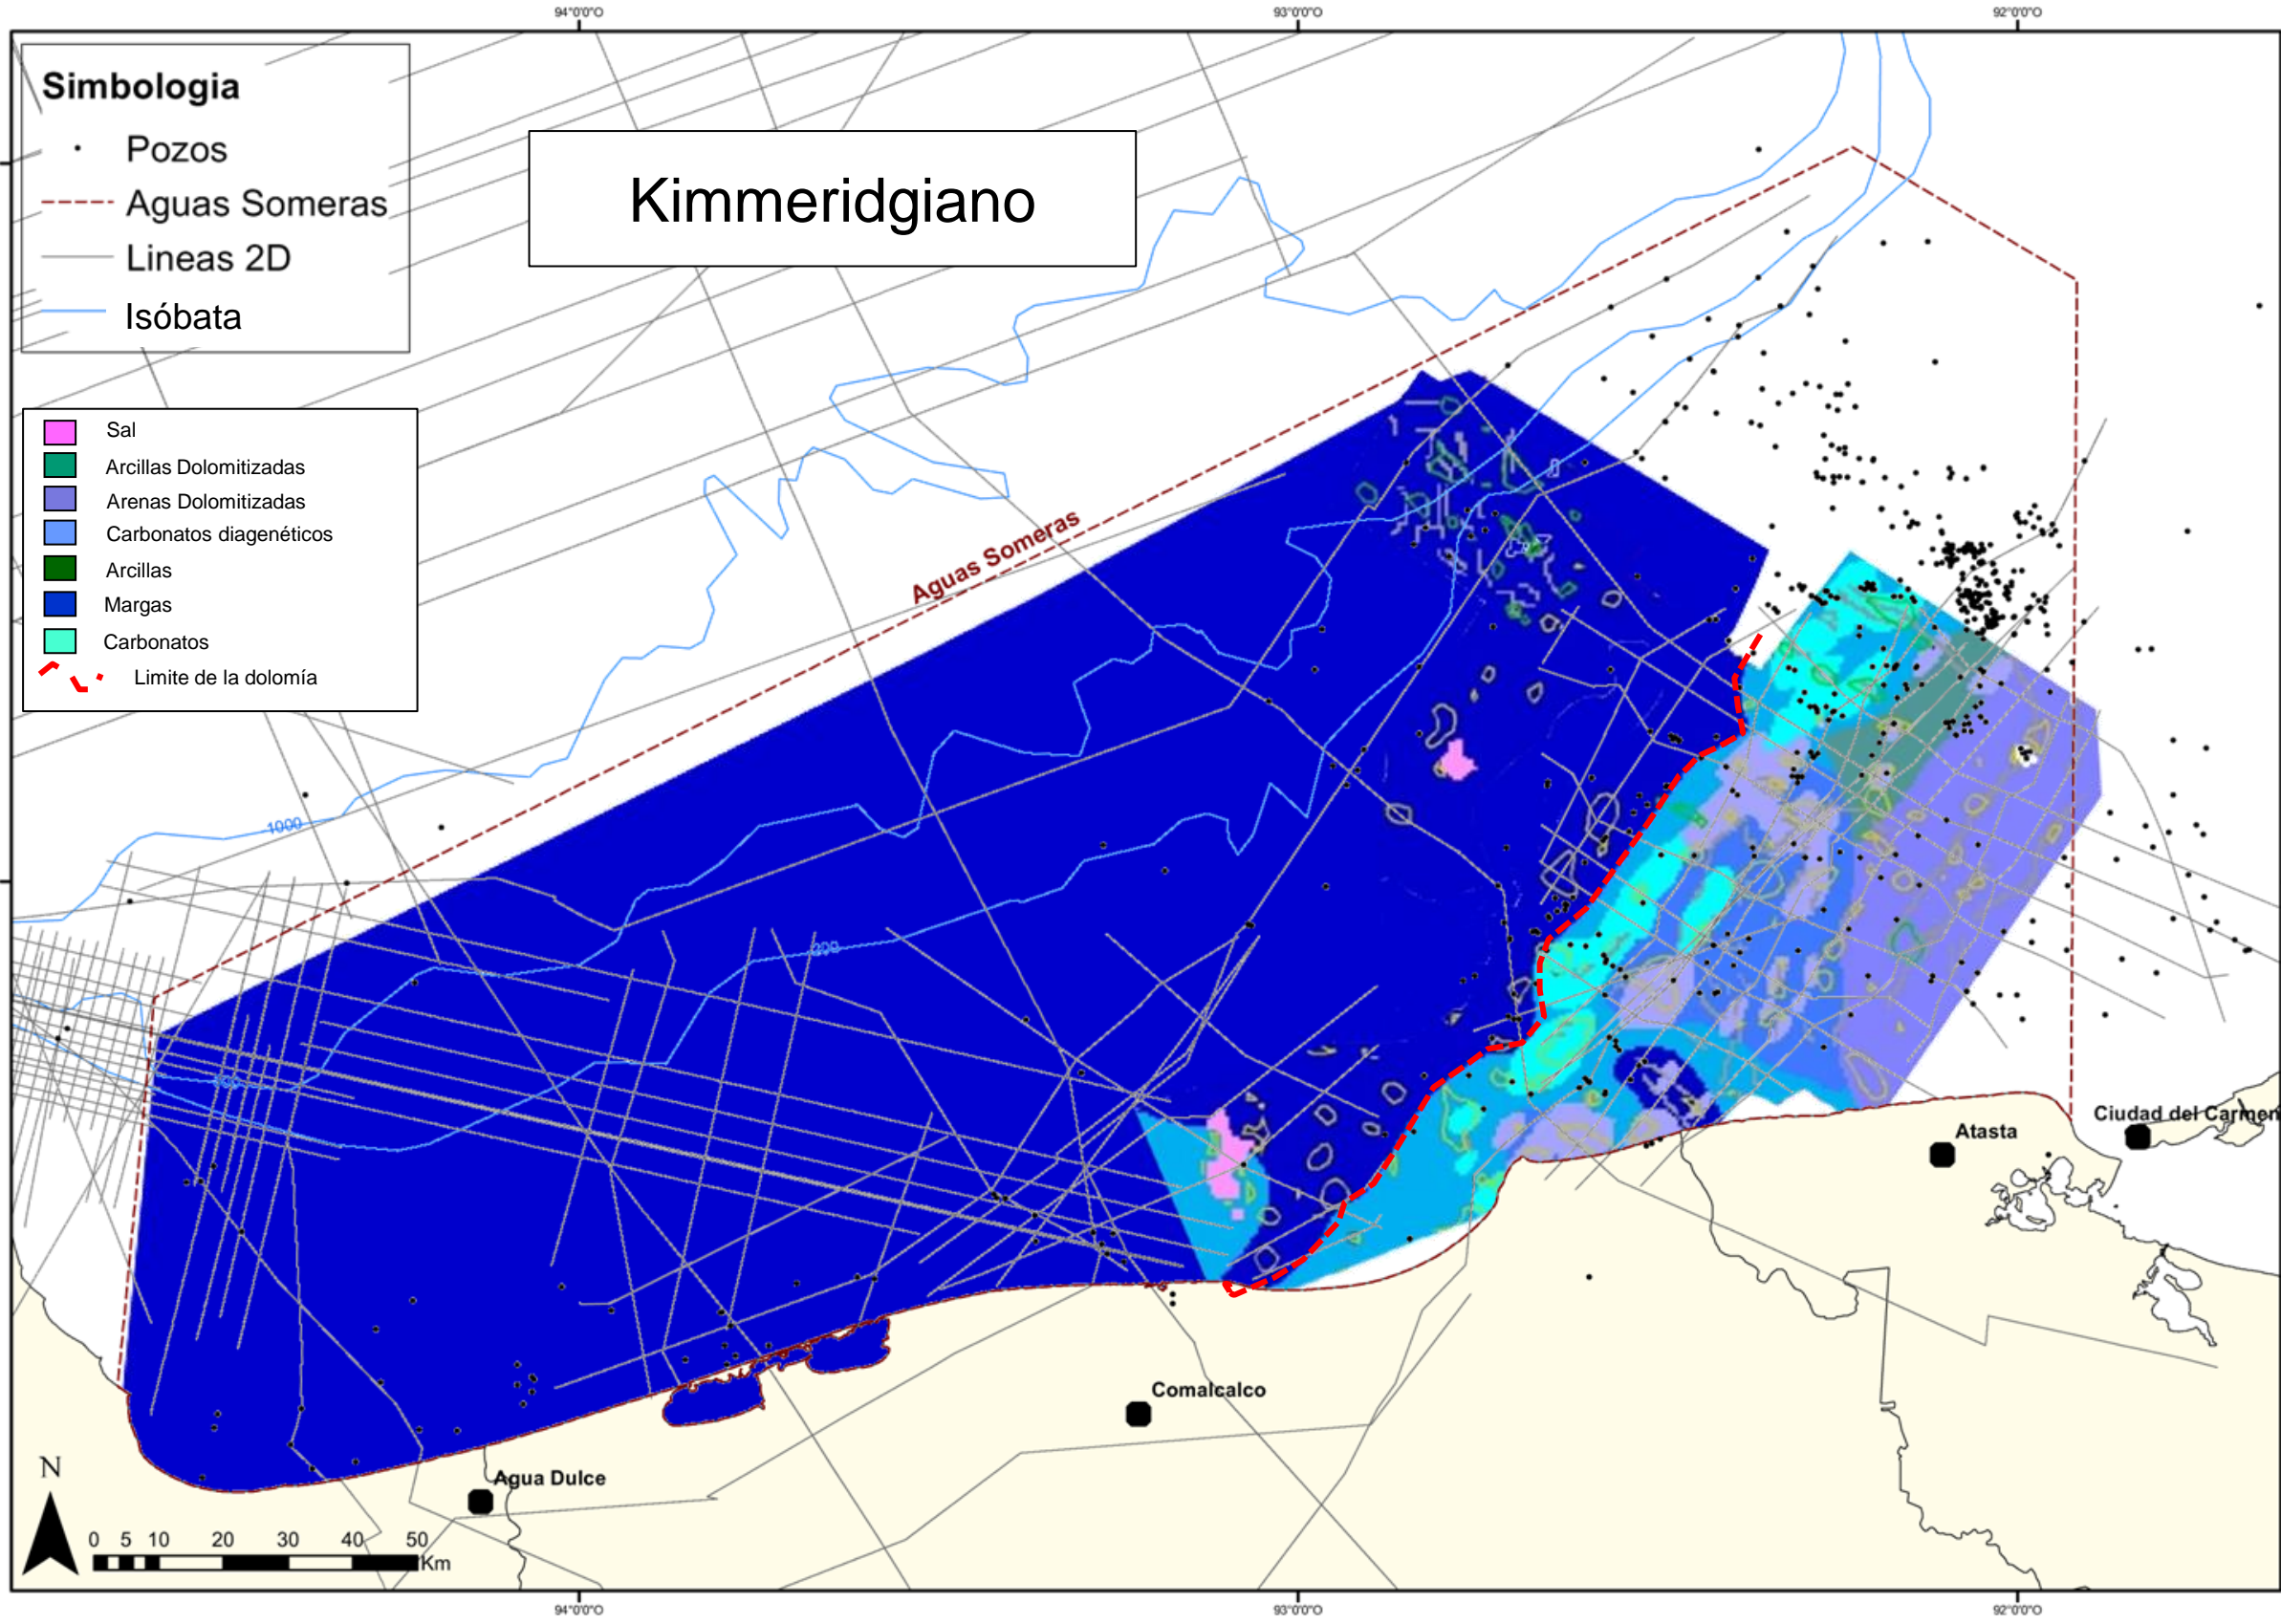 94°0'0"O
93°0'0"O
92°0'0"O
Simbologia
Pozos
Aguas Someras
Lineas 2D
Isóbata
Kimmeridgiano
Sal
Arcillas Dolomitizadas
Arenas Dolomitizadas
Carbonatos diagenéticos
Arcillas
Margas
Carbonatos
Limite de la dolomía
Aguas Someras
-1000
-200
Ciudad del Carmen
Atasta
Comalcalco
Agua Dulce
N
0 5 10 20 30 40 50
Km
94°0'0"O
93°0'0"O
92°0'0"O